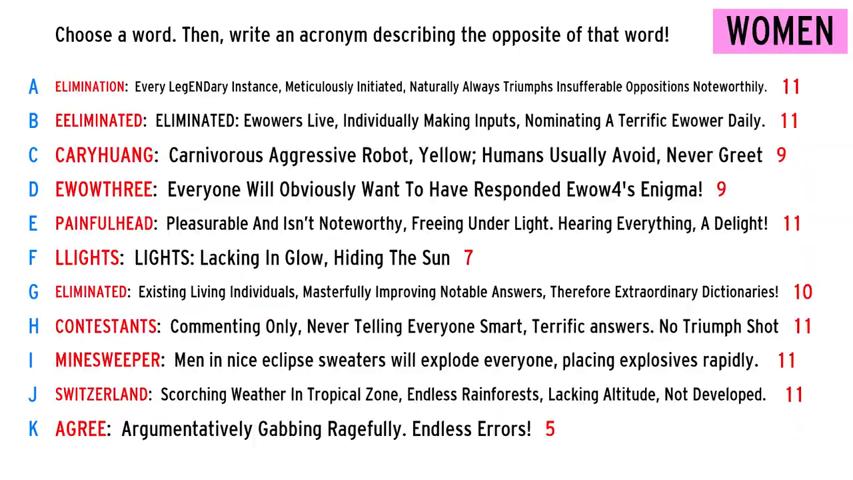 Choose a word. Then, write an acronym describing the opposite of that word!
WOMEN
A ELIMINATION: Every LegENDary Instance, Meticulously Initiated, Naturally Always Triumphs Insufferable Oppositions Noteworthily. 11
B EELIMINATED: ELIMINATED: Ewowers Live, Individually Making Inputs, Nominating A Terrific Ewower Daily. 11
C CARYHUANG: Carnivorous Aggressive Robot, Yellow; Humans Usually Avoid, Never Greet 9
D EWOWTHREE: Everyone Will Obviously Want To Have Responded Ewow4's Enigma! 9
E PAINFULHEAD: Pleasurable And Isn't Noteworthy, Freeing Under Light. Hearing Everything, A Delight! 11
F LLIGHTS: LIGHTS: Lacking In Glow, Hiding The Sun 7
G ELIMINATED: Existing Living Individuals, Masterfully Improving Notable Answers, Therefore Extraordinary Dictionaries! 10
H CONTESTANTS: Commenting Only, Never Telling Everyone Smart, Terrific answers. No Triumph Shot 11
I MINESWEEPER: Men in nice eclipse sweaters will explode everyone, placing explosives rapidly. 11
J SWITZERLAND: Scorching Weather In Tropical Zone, Endless Rainforests, Lacking Altitude, Not Developed. 11
K AGREE: Argumentatively Gabbing Ragefully. Endless Errors! 5